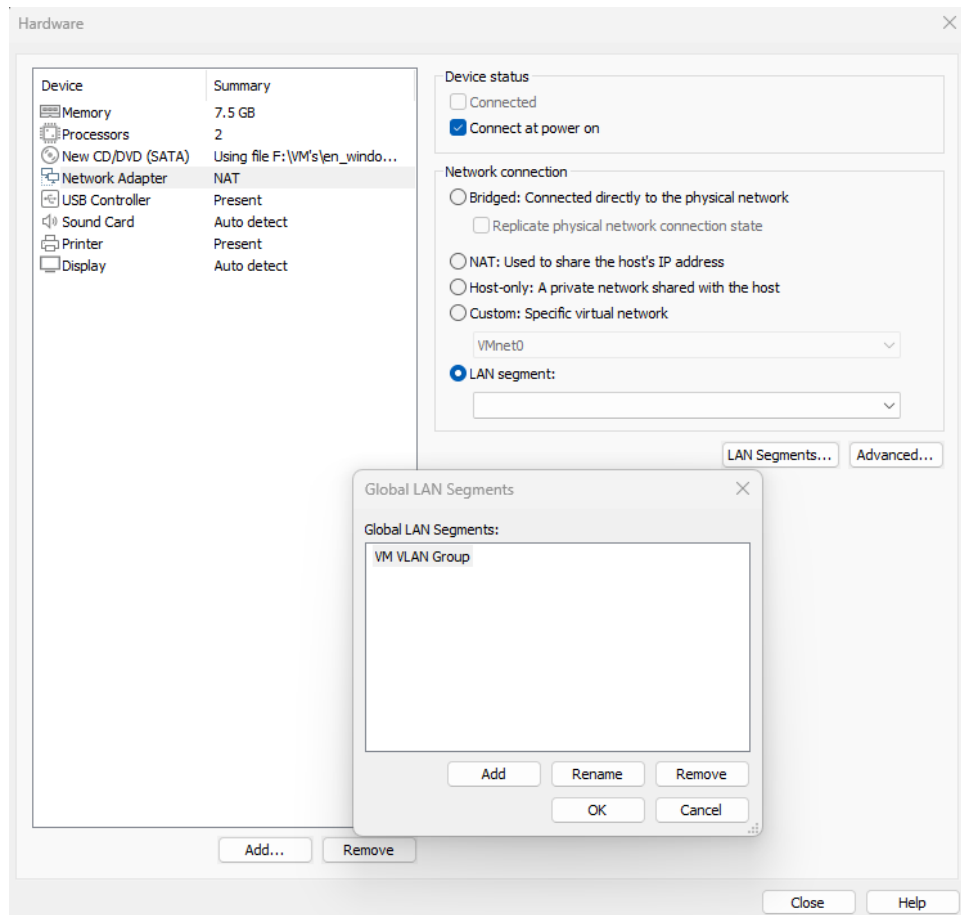 Hardware
Device Summary
Memory 7.5 GB
Processors 2
New CD/DVD (SATA) Using file F:\VM's\en_windo...
Network Adapter NAT
USB Controller Present
Sound Card Auto detect
Printer Present
Display Auto detect
Add... Remove
Device status
Connected
Connect at power on
Network connection
Bridged: Connected directly to the physical network
Replicate physical network connection state
NAT: Used to share the host's IP address
Host-only: A private network shared with the host
Custom: Specific virtual network
VMnet0
LAN segment:
LAN Segments... Advanced...
Global LAN Segments
Global LAN Segments:
VM VLAN Group
Add Rename Remove
OK Cancel
Close Help